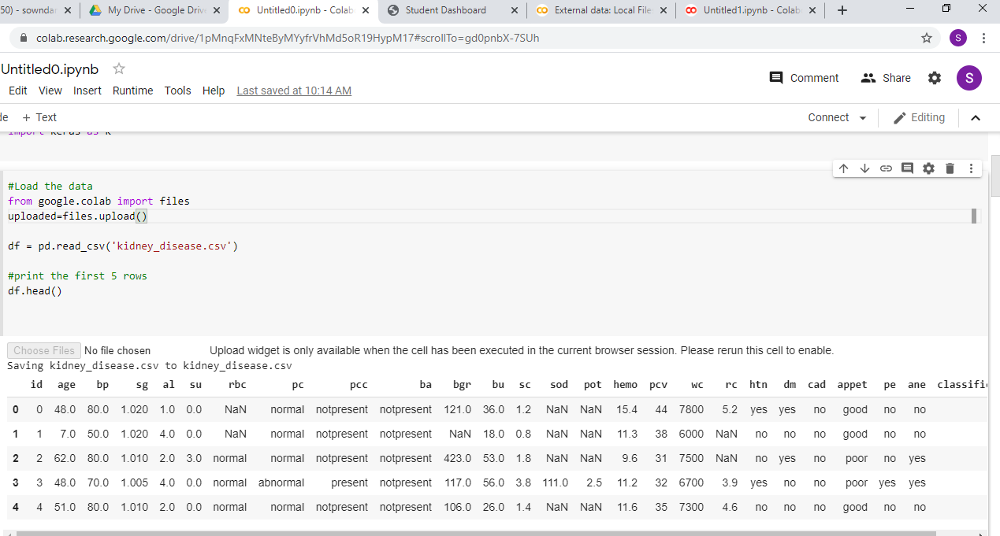 50) - sowndar
My Drive - Google Drive
Untitled0.ipynb - Colab
Student Dashboard
External data: Local File
Untitled1.ipynb - Colab
colab.research.google.com/drive/1pMnqFxMNteByMYyfrVhMd5oR19HypM17#scrollTo=gd0pnbX-7SUh
S
Untitled0.ipynb
Comment Share S
Edit View Insert Runtime Tools Help Last saved at 10:14 AM
de + Text Connect Editing
import keras as k
#Load the data
from google.colab import files
uploaded=files.upload()
df = pd.read_csv('kidney_disease.csv')
#print the first 5 rows
df.head()
Choose Files No file chosen Upload widget is only available when the cell has been executed in the current browser session. Please rerun this cell to enable.
Saving kidney_disease.csv to kidney_disease.csv
id age bp sg al su rbc pc pcc ba bgr bu sc sod pot hemo pcv wc rc htn dm cad appet pe ane classific
0 0 48.0 80.0 1.020 1.0 0.0 NaN normal notpresent notpresent 121.0 36.0 1.2 NaN NaN 15.4 44 7800 5.2 yes yes no good no no
1 1 7.0 50.0 1.020 4.0 0.0 NaN normal notpresent notpresent NaN 18.0 0.8 NaN NaN 11.3 38 6000 NaN no no no good no no
2 2 62.0 80.0 1.010 2.0 3.0 normal normal notpresent notpresent 423.0 53.0 1.8 NaN NaN 9.6 31 7500 NaN no yes no poor no yes
3 3 48.0 70.0 1.005 4.0 0.0 normal abnormal present notpresent 117.0 56.0 3.8 111.0 2.5 11.2 32 6700 3.9 yes no no poor yes yes
4 4 51.0 80.0 1.010 2.0 0.0 normal normal notpresent notpresent 106.0 26.0 1.4 NaN NaN 11.6 35 7300 4.6 no no no good no no